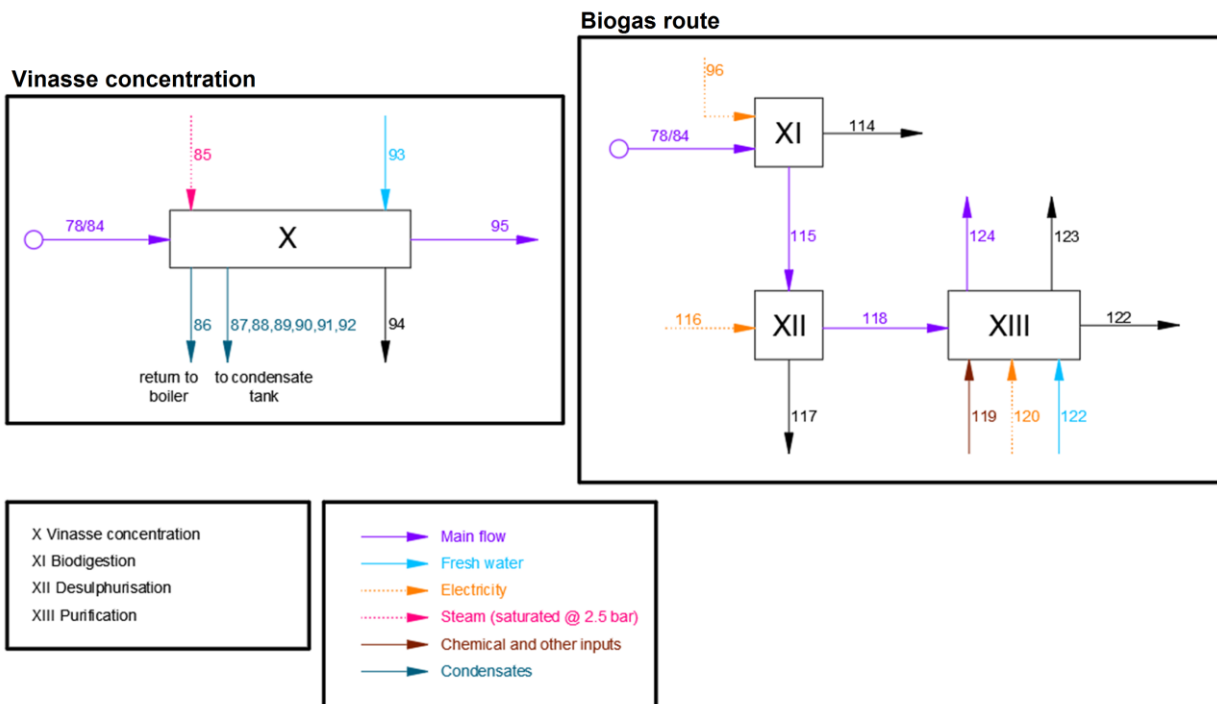 Biogas route
Vinasse concentration
96
XI
114
78/84
85
93
78/84
X
95
115
124
123
86
87,88,89,90,91,92
94
116
XII
118
XIII
122
return to
boiler
to condensate
tank
117
119
120
122
X Vinasse concentration
XI Biodigestion
XII Desulphurisation
XIII Purification
Main flow
Fresh water
Electricity
Steam (saturated @ 2.5 bar)
Chemical and other inputs
Condensates